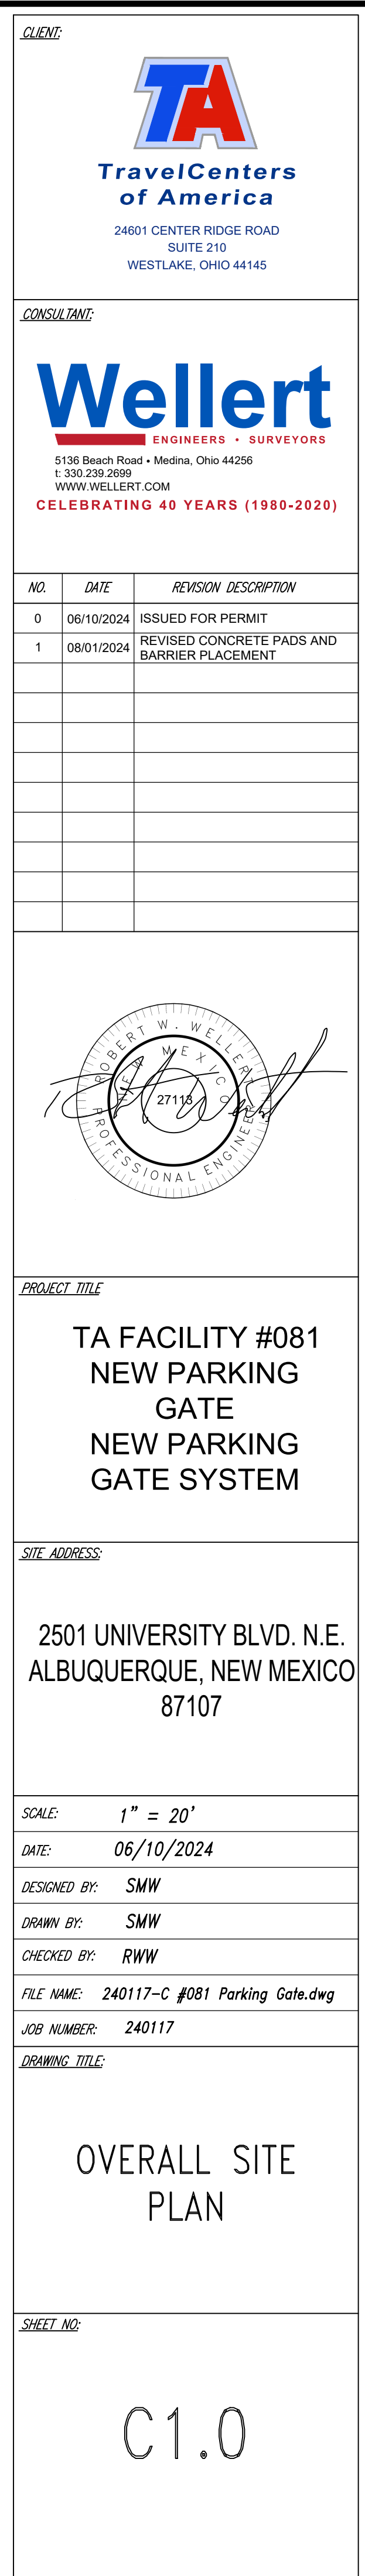 CLIENT:
TA
TravelCenters
of America
24601 CENTER RIDGE ROAD
SUITE 210
WESTLAKE, OHIO 44145
CONSULTANT:
Wellert
ENGINEERS • SURVEYORS
5136 Beach Road • Medina, Ohio 44256
t: 330.239.2699
WWW.WELLERT.COM
CELEBRATING 40 YEARS (1980-2020)
NO. DATE REVISION DESCRIPTION
0 06/10/2024 ISSUED FOR PERMIT
1 08/01/2024 REVISED CONCRETE PADS AND
BARRIER PLACEMENT
ROBERT W. WELLERT
NEW MEXICO
27113
PROFESSIONAL ENGINEER
PROJECT TITLE
TA FACILITY #081
NEW PARKING
GATE
NEW PARKING
GATE SYSTEM
SITE ADDRESS:
2501 UNIVERSITY BLVD. N.E.
ALBUQUERQUE, NEW MEXICO
87107
SCALE: 1" = 20'
DATE: 06/10/2024
DESIGNED BY: SMW
DRAWN BY: SMW
CHECKED BY: RWW
FILE NAME: 240117-C #081 Parking Gate.dwg
JOB NUMBER: 240117
DRAWING TITLE:
OVERALL SITE
PLAN
SHEET NO:
C1.0